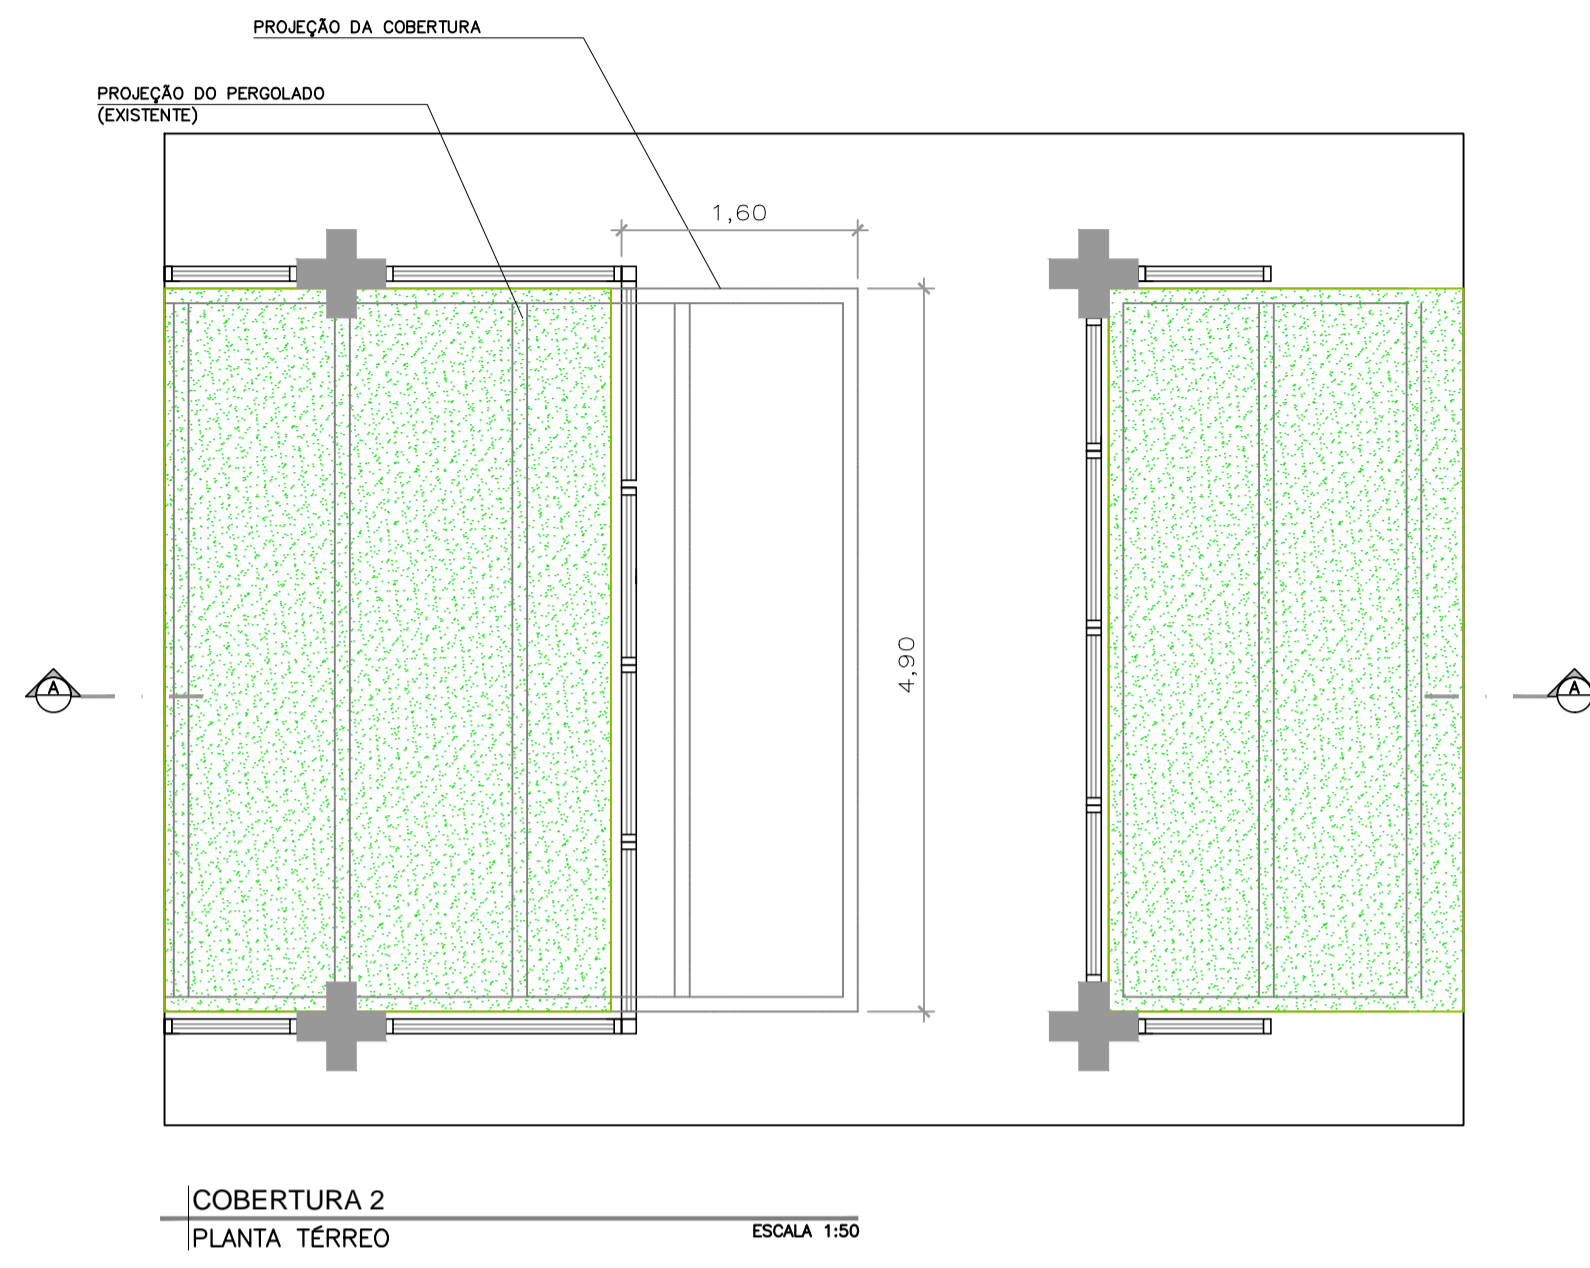 PROJEÇÃO DA COBERTURA
PROJEÇÃO DO PERGOLADO
(EXISTENTE)
1,60
4,90
A
A
COBERTURA 2
PLANTA TÉRREO
ESCALA 1:50